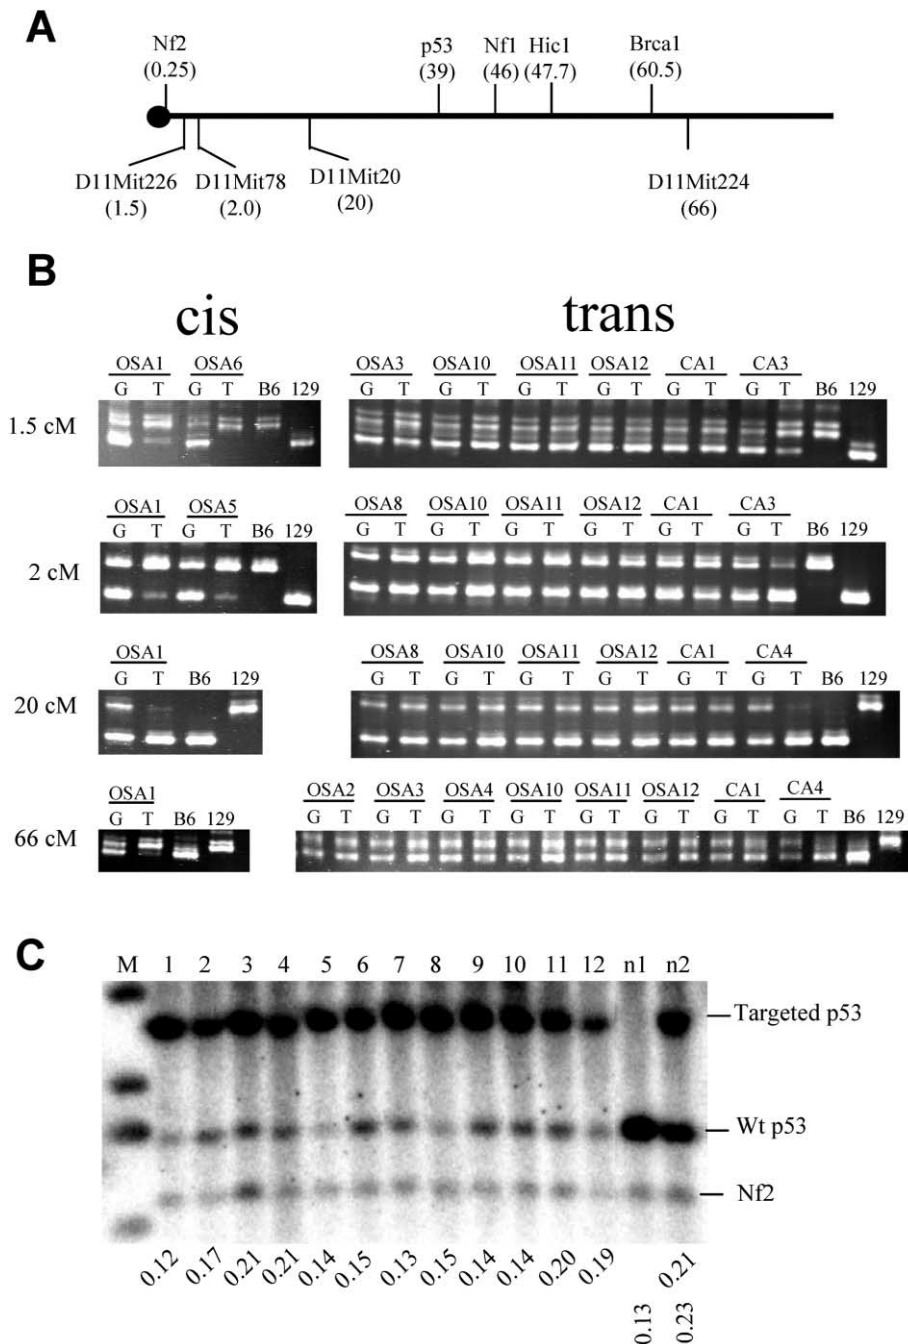 A
Nf2
(0.25)
p53
(39)
Nf1
(46)
Hic1
(47.7)
Brca1
(60.5)
D11Mit226
(1.5)
D11Mit78
(2.0)
D11Mit20
(20)
D11Mit224
(66)
B
cis
trans
OSA1 OSA6
G T G T B6 129
OSA3 OSA10 OSA11 OSA12 CA1 CA3
G T G T G T G T G T G T B6 129
1.5 cM
OSA1 OSA5
G T G T B6 129
OSA8 OSA10 OSA11 OSA12 CA1 CA3
G T G T G T G T G T G T B6 129
2 cM
OSA1
G T B6 129
OSA8 OSA10 OSA11 OSA12 CA1 CA4
G T G T G T G T G T G T B6 129
20 cM
OSA1
G T B6 129
OSA2 OSA3 OSA4 OSA10 OSA11 OSA12 CA1 CA4
G T G T G T G T G T G T G T G T B6 129
66 cM
C
M 1 2 3 4 5 6 7 8 9 10 11 12 n1 n2
Targeted p53
Wt p53
Nf2
0.12 0.17 0.21 0.21 0.14 0.15 0.13 0.15 0.14 0.14 0.20 0.19 0.21
0.13 0.23